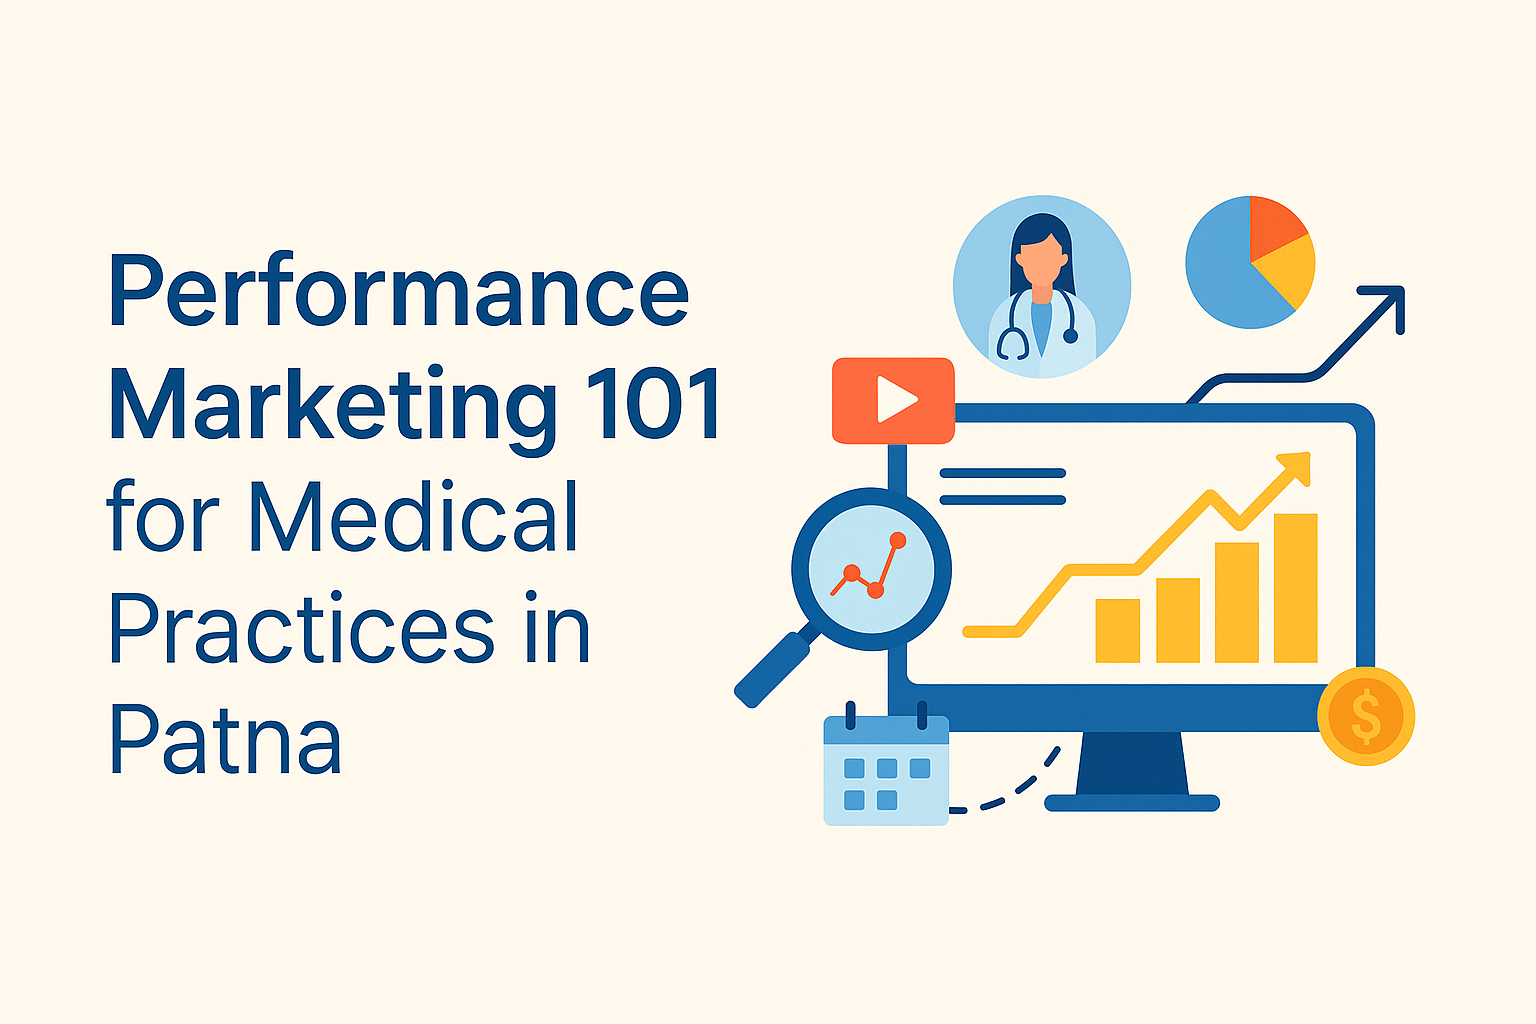 Performance
Marketing 101
for Medical
Practices in
Patna
$